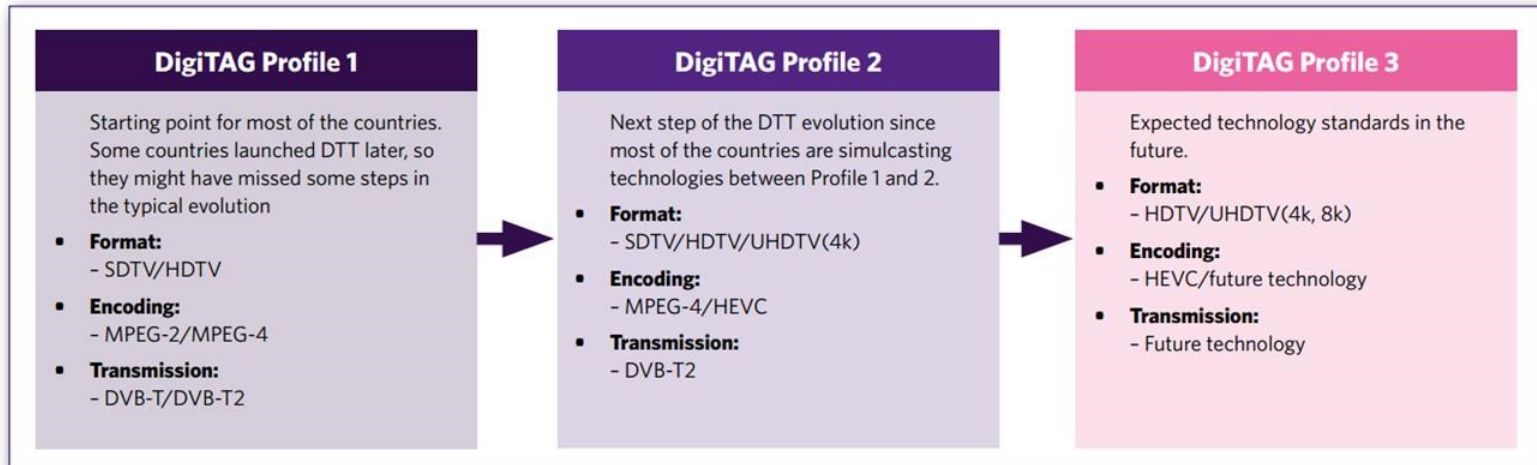 DigiTAG Profile 1
Starting point for most of the countries.
Some countries launched DTT later, so
they might have missed some steps in
the typical evolution
▪ Format:
– SDTV/HDTV
▪ Encoding:
– MPEG-2/MPEG-4
▪ Transmission:
– DVB-T/DVB-T2
DigiTAG Profile 2
Next step of the DTT evolution since
most of the countries are simulcasting
technologies between Profile 1 and 2.
▪ Format:
– SDTV/HDTV/UHDTV(4k)
▪ Encoding:
– MPEG-4/HEVC
▪ Transmission:
– DVB-T2
DigiTAG Profile 3
Expected technology standards in the
future.
▪ Format:
– HDTV/UHDTV(4k, 8k)
▪ Encoding:
– HEVC/future technology
▪ Transmission:
– Future technology